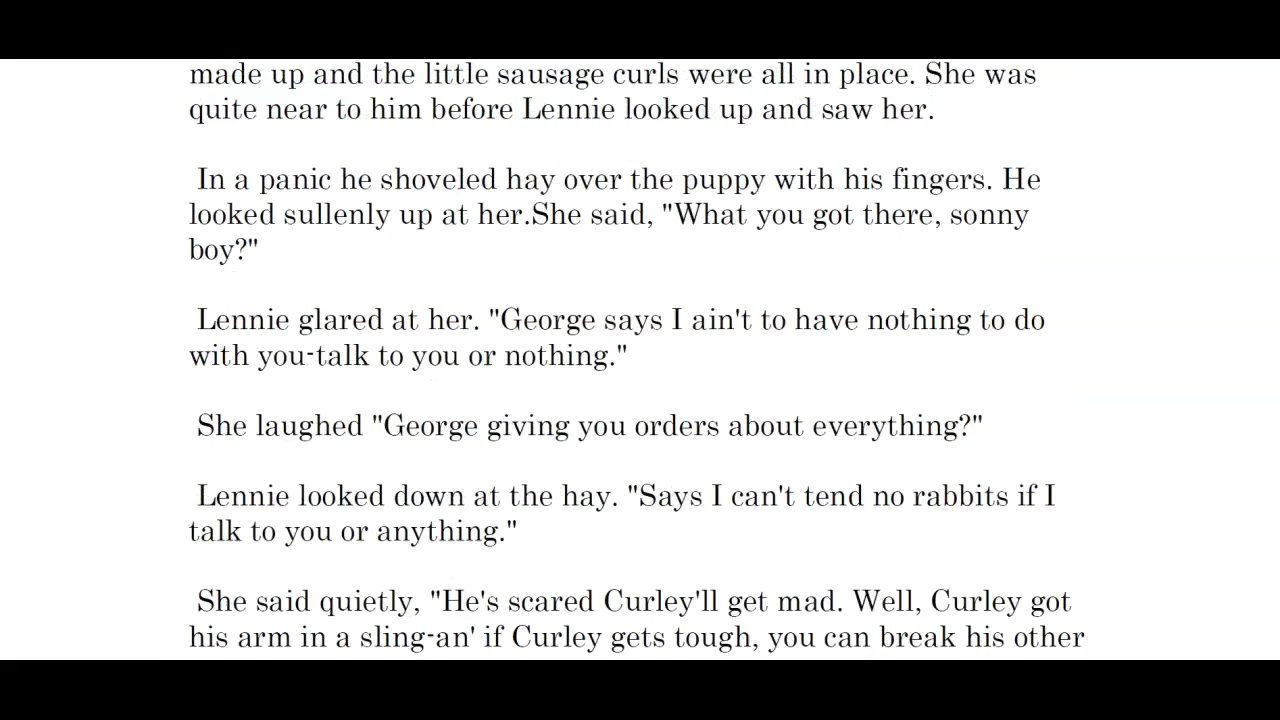 made up and the little sausage curls were all in place. She was
quite near to him before Lennie looked up and saw her.
In a panic he shoveled hay over the puppy with his fingers. He
looked sullenly up at her.She said, "What you got there, sonny
boy?"
Lennie glared at her. "George says I ain't to have nothing to do
with you-talk to you or nothing."
She laughed "George giving you orders about everything?"
Lennie looked down at the hay. "Says I can't tend no rabbits if I
talk to you or anything."
She said quietly, "He's scared Curley'll get mad. Well, Curley got
his arm in a sling-an' if Curley gets tough, you can break his other